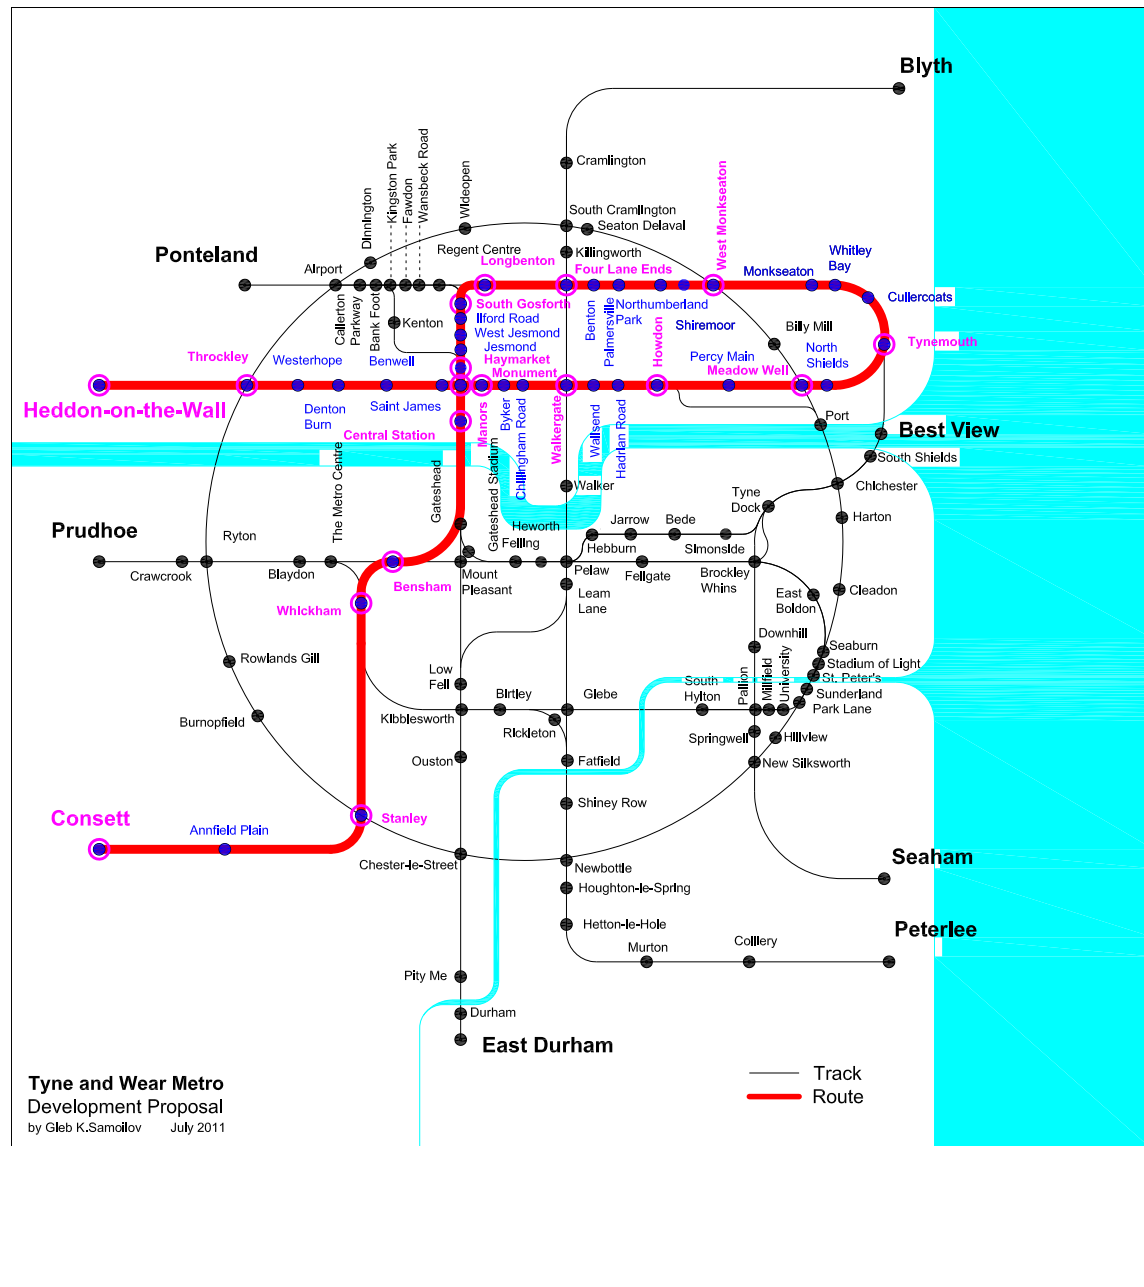 Blyth
Cramlington
South Cramlington
Seaton Delaval
Killingworth
Wideopen
Wansbeck Road
Fawdon
Kingston Park
Dinnington
Regent Centre
West Monkseaton
Ponteland
Airport
Longbenton
Four Lane Ends
Monkseaton
Whitley
Bay
Cullercoats
Callerton
Parkway
Bank Foot
Kenton
South Gosforth
Ilford Road
West Jesmond
Jesmond
Benton
Palmersville
Northumberland
Park
Shiremoor
Billy Mill
Tynemouth
Throckley
Westerhope
Benwell
Haymarket
Monument
Howdon
Percy Main
North
Shields
Meadow Well
Heddon-on-the-Wall
Denton
Burn
Saint James
Central Station
Manors
Byker
Chillingham Road
Walkergate
Wallsend
Hadrian Road
Port
Best View
South Shields
The Metro Centre
Gateshead
Gateshead Stadium
Walker
Tyne
Dock
Chichester
Harton
Prudhoe
Ryton
Heworth
Felling
Jarrow
Bede
Hebburn
Simonside
Crawcrook
Blaydon
Bensham
Mount
Pleasant
Pelaw
Fellgate
Brockley
Whins
Leam
Lane
East
Boldon
Cleadon
Whickham
Downhill
Seaburn
Stadium of Light
St. Peter's
Sunderland
Park Lane
Rowlands Gill
Low
Fell
Birtley
Glebe
South
Hylton
Pallion
Millfield
University
Burnopfield
Kibblesworth
Rickleton
Springwell
Hillview
Ouston
Fatfield
New Silksworth
Consett
Annfield Plain
Stanley
Shiney Row
Chester-le-Street
Newbottle
Seaham
Houghton-le-Spring
Hetton-le-Hole
Peterlee
Murton
Colliery
Pity Me
Durham
East Durham
Tyne and Wear Metro
Development Proposal
by Gleb K.Samoilov July 2011
Track
Route